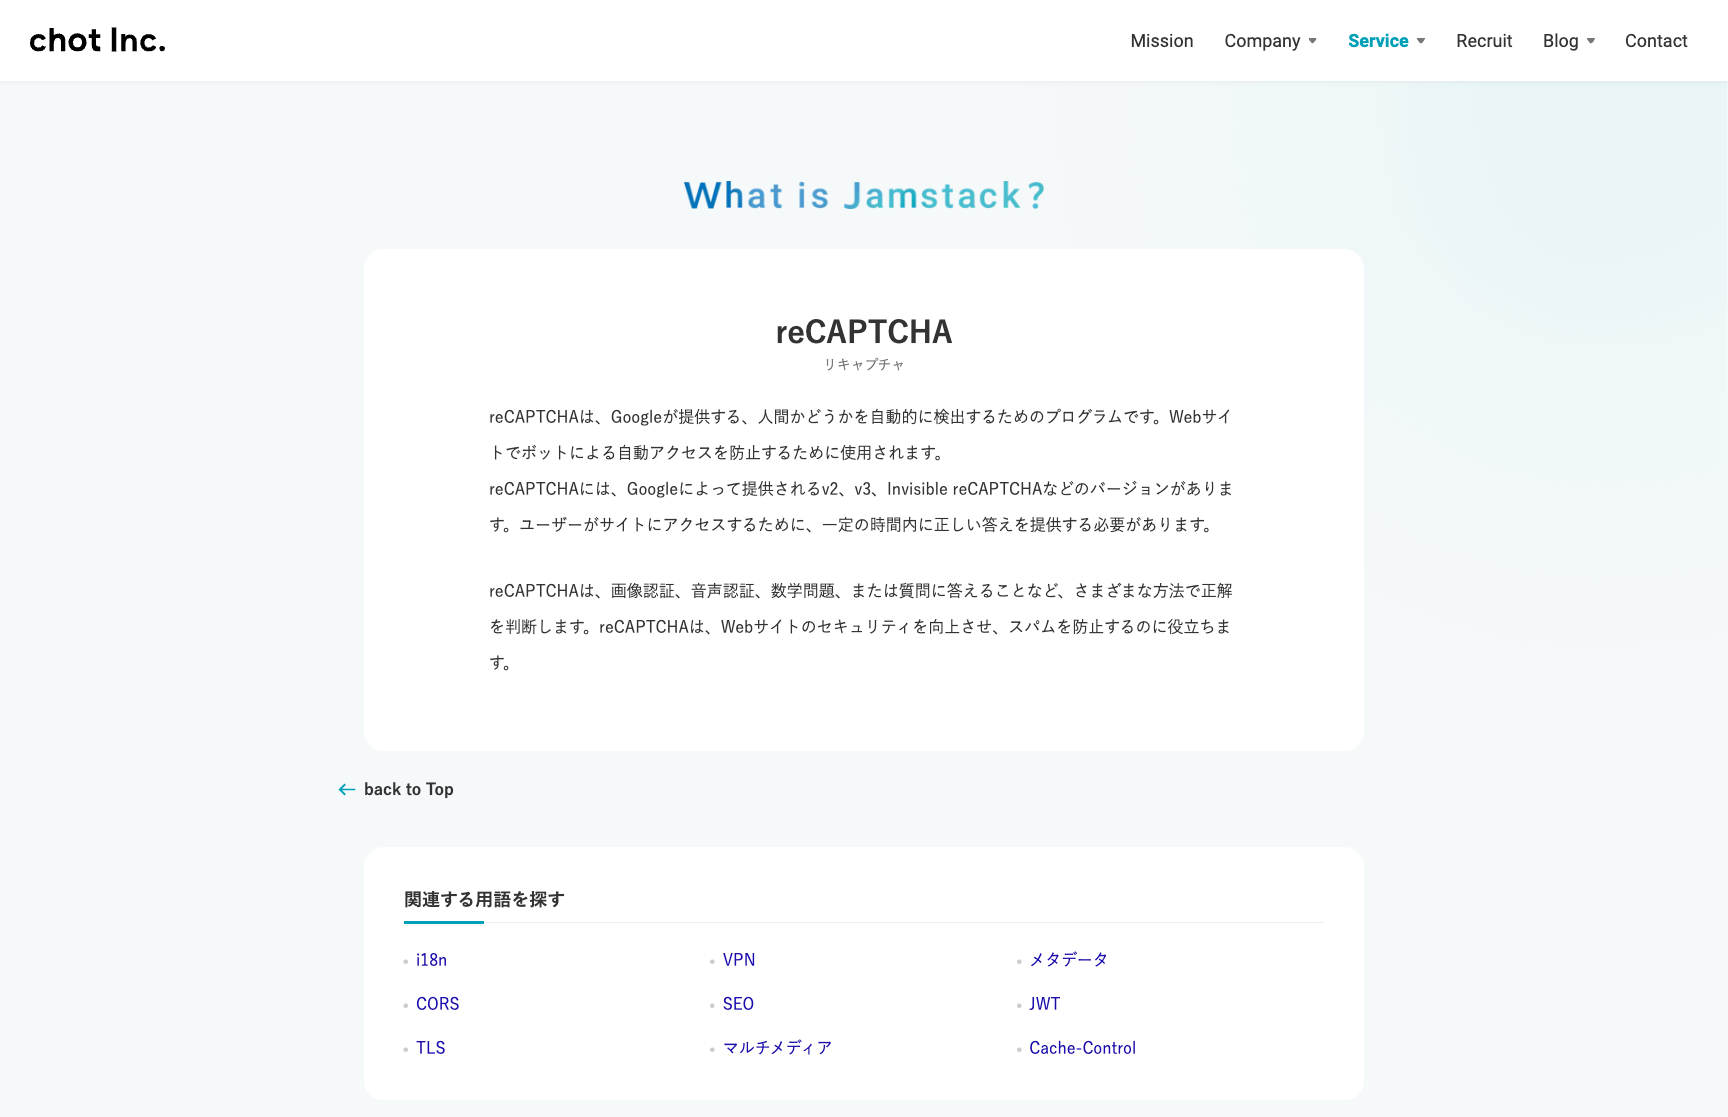 chot Inc.
Mission Company Service Recruit Blog Contact
What is Jamstack?
reCAPTCHA
リキャプチャ
reCAPTCHAは、Googleが提供する、人間かどうかを自動的に検出するためのプログラムです。Webサイ
トでボットによる自動アクセスを防止するために使用されます。
reCAPTCHAには、Googleによって提供されるv2、v3、Invisible reCAPTCHAなどのバージョンがありま
す。ユーザーがサイトにアクセスするために、一定の時間内に正しい答えを提供する必要があります。
reCAPTCHAは、画像認証、音声認証、数学問題、または質問に答えることなど、さまざまな方法で正解
を判断します。reCAPTCHAは、Webサイトのセキュリティを向上させ、スパムを防止するのに役立ちま
す。
back to Top
関連する用語を探す
i18n VPN メタデータ
CORS SEO JWT
TLS マルチメディア Cache-Control